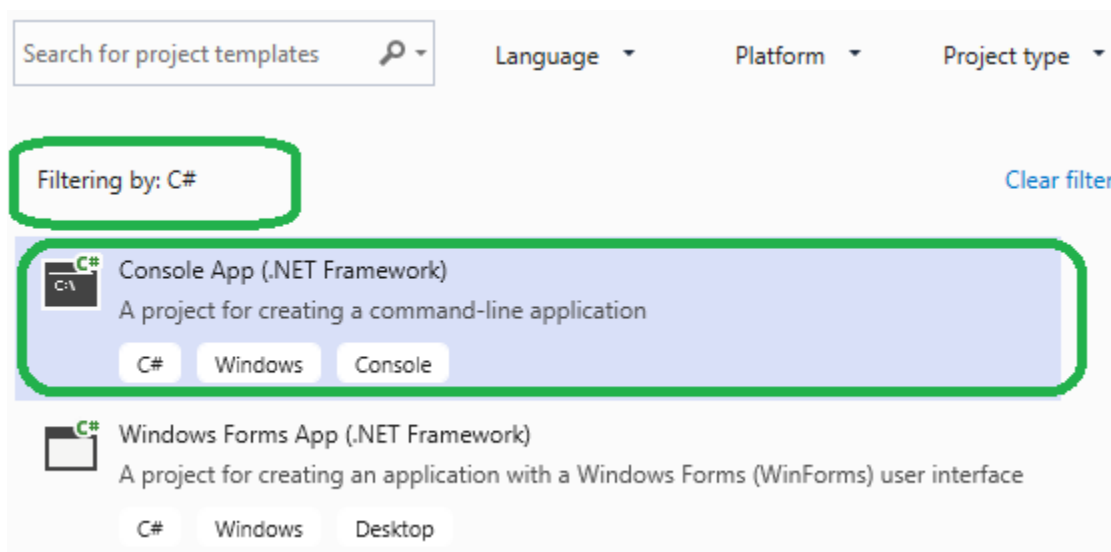 Search for project templates
Language
Platform
Project type
Filtering by: C#
Clear filter
C#
C:\
Console App (.NET Framework)
A project for creating a command-line application
C# Windows Console
C#
Windows Forms App (.NET Framework)
A project for creating an application with a Windows Forms (WinForms) user interface
C# Windows Desktop